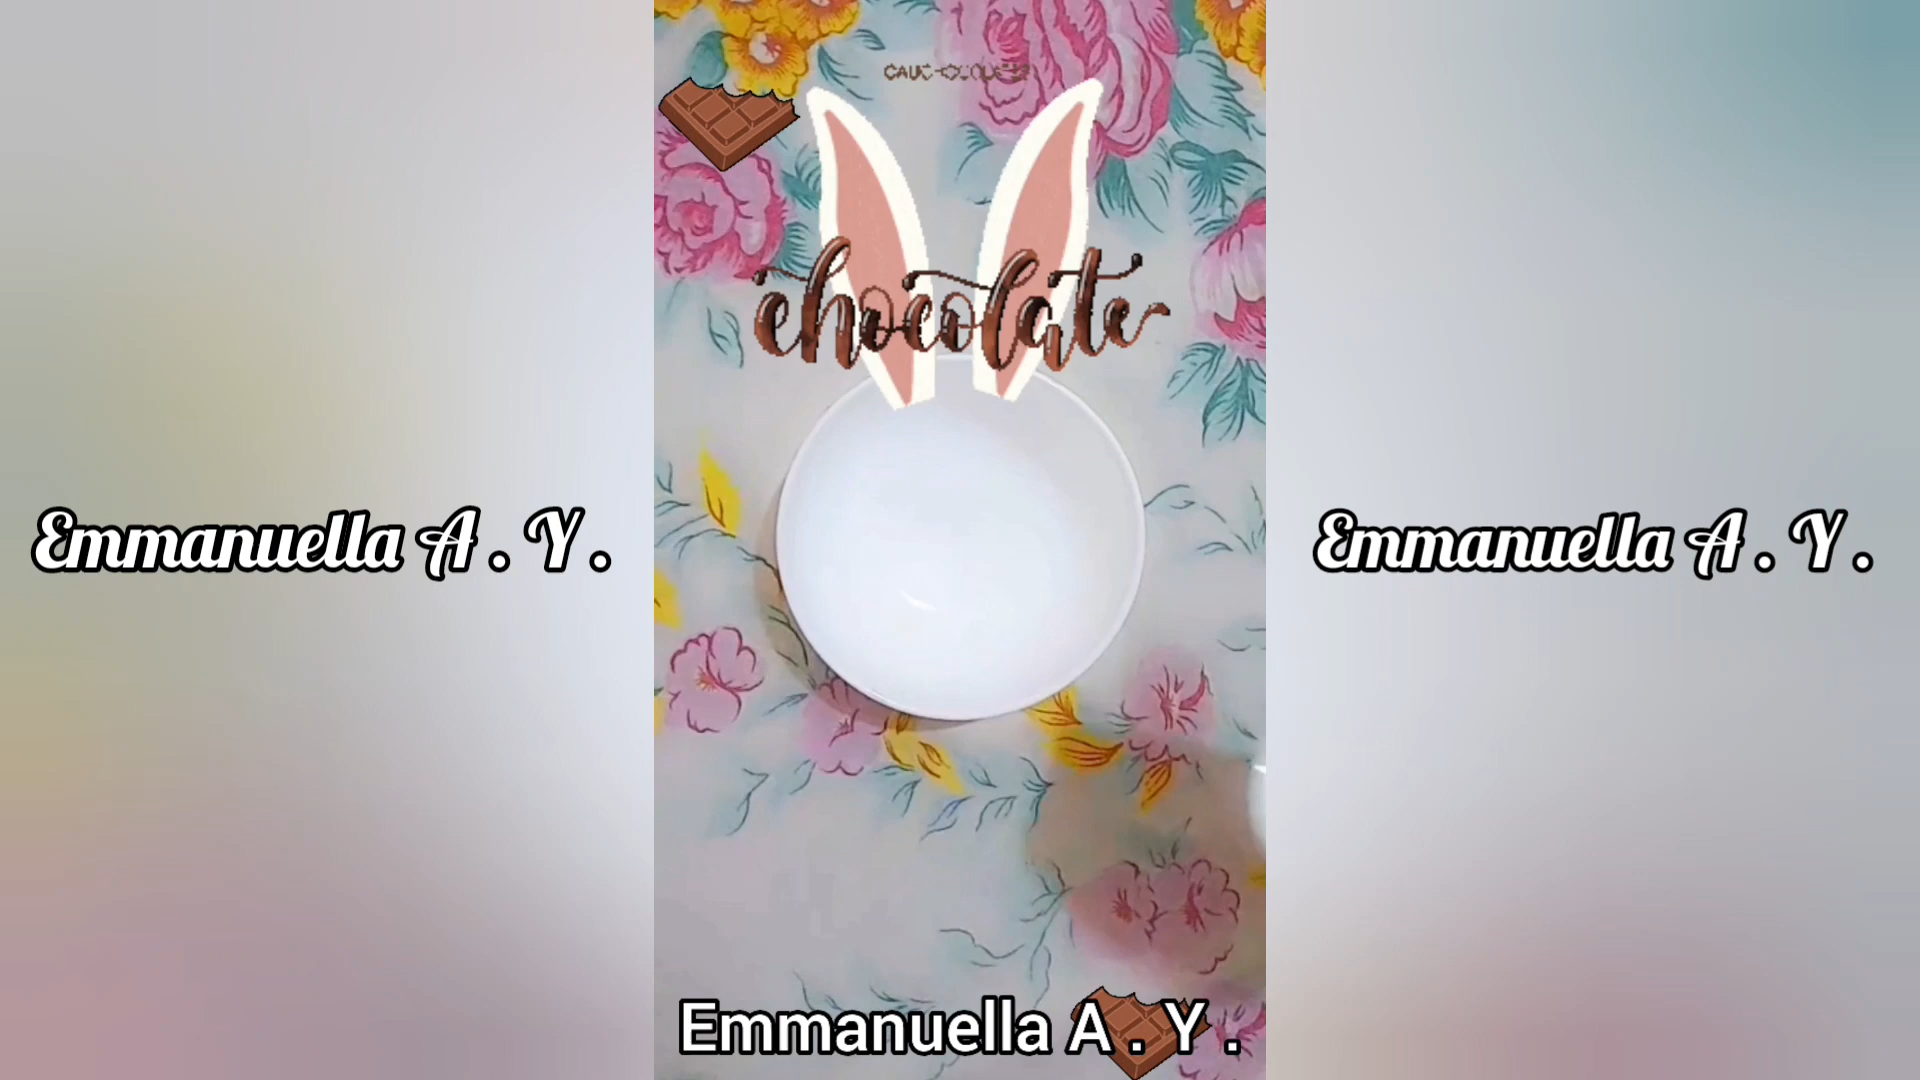 chocolate
Emmanuella A . Y .
Emmanuella A . Y .
Emmanuella A . Y .